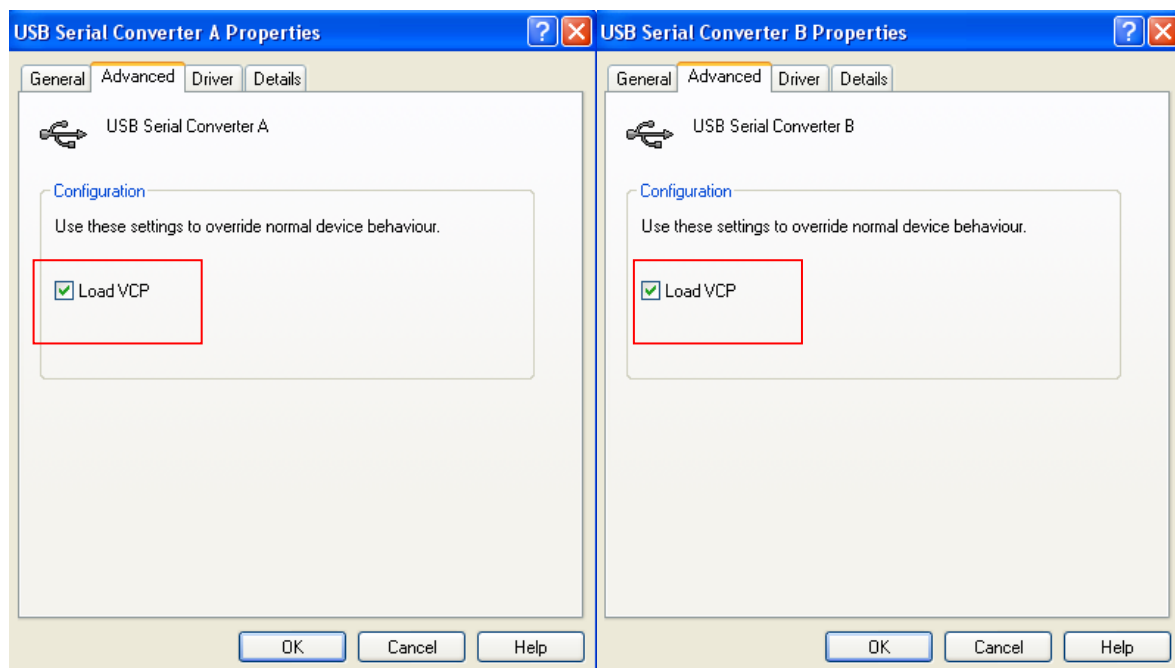 USB Serial Converter A Properties
General Advanced Driver Details
USB Serial Converter A
Configuration
Use these settings to override normal device behaviour.
Load VCP
OK Cancel Help
USB Serial Converter B Properties
General Advanced Driver Details
USB Serial Converter B
Configuration
Use these settings to override normal device behaviour.
Load VCP
OK Cancel Help